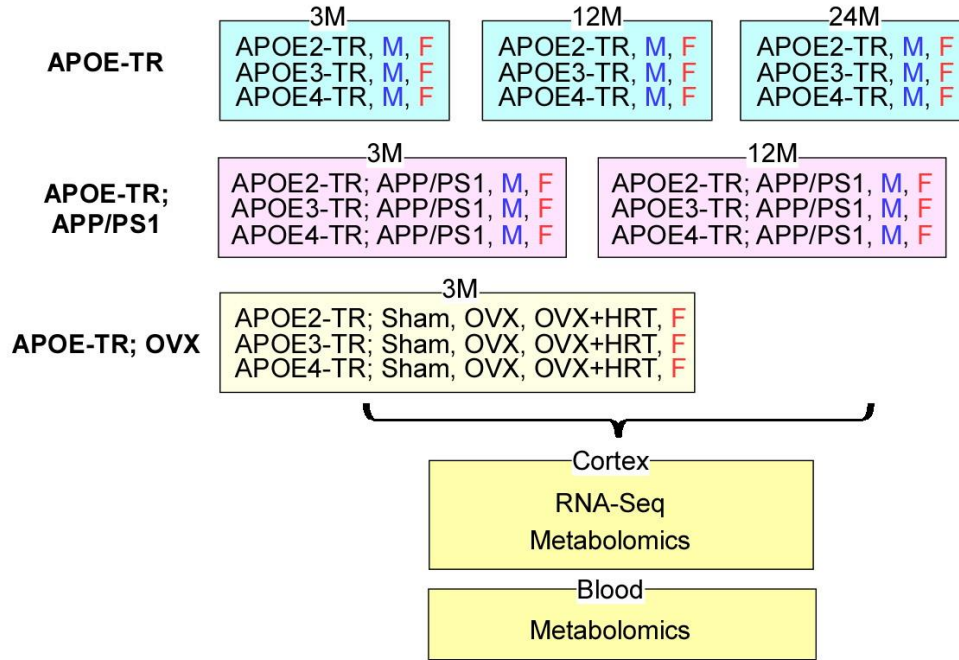 3M
12M
24M
APOE-TR
APOE2-TR, M, F
APOE3-TR, M, F
APOE4-TR, M, F
APOE2-TR, M, F
APOE3-TR, M, F
APOE4-TR, M, F
APOE2-TR, M, F
APOE3-TR, M, F
APOE4-TR, M, F
3M
12M
APOE-TR;
APP/PS1
APOE2-TR; APP/PS1, M, F
APOE3-TR; APP/PS1, M, F
APOE4-TR; APP/PS1, M, F
APOE2-TR; APP/PS1, M, F
APOE3-TR; APP/PS1, M, F
APOE4-TR; APP/PS1, M, F
3M
APOE-TR; OVX
APOE2-TR; Sham, OVX, OVX+HRT, F
APOE3-TR; Sham, OVX, OVX+HRT, F
APOE4-TR; Sham, OVX, OVX+HRT, F
Cortex
RNA-Seq
Metabolomics
Blood
Metabolomics